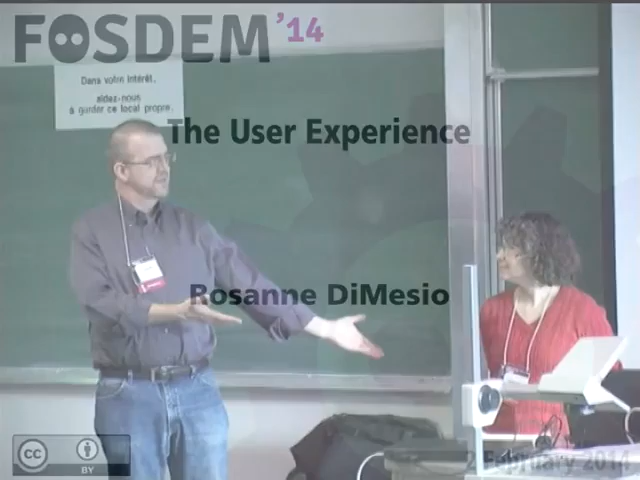 FOSDEM'14
Dans votre intérêt,
aidez-nous
à garder ce local propre.
The User Experience
Rosanne DiMesio
cc BY
2 February 2014